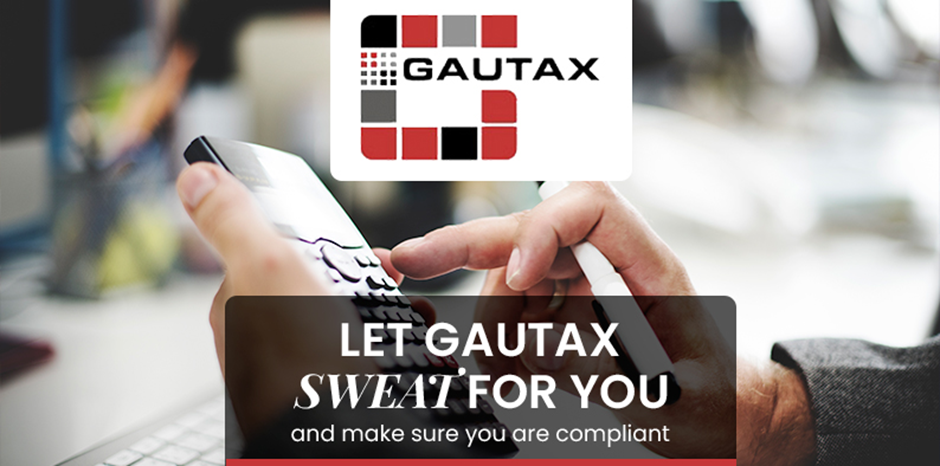 GAUTAX
LET GAUTAX
SWEAT FOR YOU
and make sure you are compliant